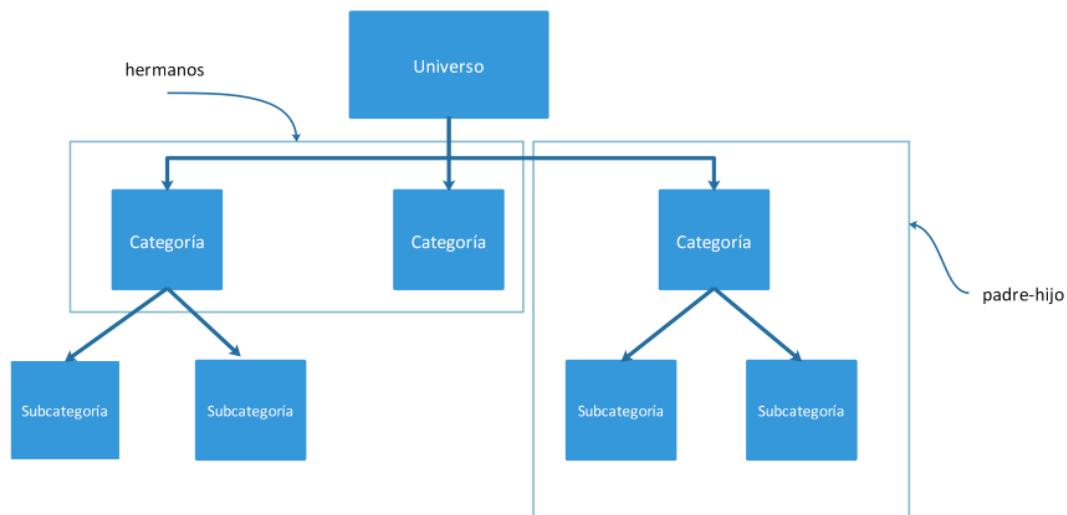 Universo
hermanos
Categoría
Categoría
Categoría
padre-hijo
Subcategoría
Subcategoría
Subcategoría
Subcategoría